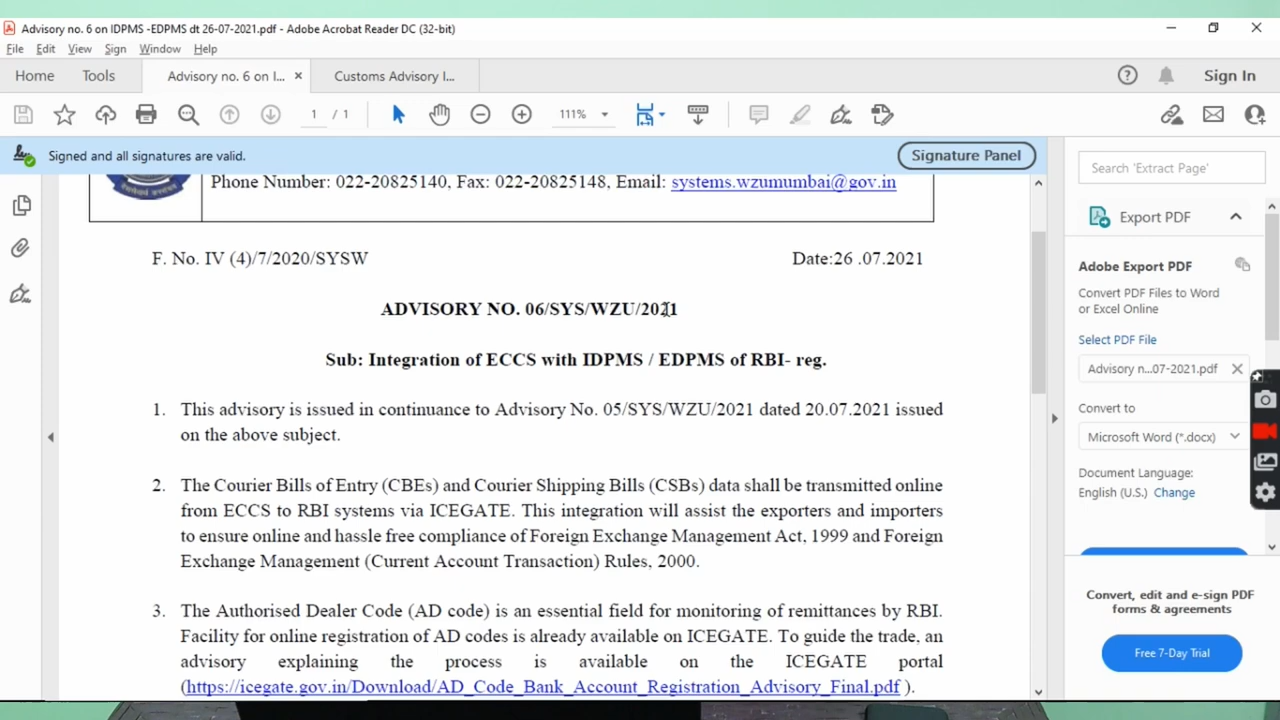 Advisory no. 6 on IDPMS -EDPMS dt 26-07-2021.pdf - Adobe Acrobat Reader DC (32-bit)
File Edit View Sign Window Help
Home Tools Advisory no. 6 on I... × Customs Advisory I... Sign In
1 / 1 111%
Signed and all signatures are valid. Signature Panel
Phone Number: 022-20825140, Fax: 022-20825148, Email: systems.wzumumbai@gov.in
F. No. IV (4)/7/2020/SYSW Date:26 .07.2021
ADVISORY NO. 06/SYS/WZU/2021
Sub: Integration of ECCS with IDPMS / EDPMS of RBI- reg.
1. This advisory is issued in continuance to Advisory No. 05/SYS/WZU/2021 dated 20.07.2021 issued
on the above subject.
2. The Courier Bills of Entry (CBEs) and Courier Shipping Bills (CSBs) data shall be transmitted online
from ECCS to RBI systems via ICEGATE. This integration will assist the exporters and importers
to ensure online and hassle free compliance of Foreign Exchange Management Act, 1999 and Foreign
Exchange Management (Current Account Transaction) Rules, 2000.
3. The Authorised Dealer Code (AD code) is an essential field for monitoring of remittances by RBI.
Facility for online registration of AD codes is already available on ICEGATE. To guide the trade, an
advisory explaining the process is available on the ICEGATE portal
(https://icegate.gov.in/Download/AD_Code_Bank_Account_Registration_Advisory_Final.pdf ).
Search 'Extract Page'
Export PDF
Adobe Export PDF
Convert PDF Files to Word
or Excel Online
Select PDF File
Advisory n...07-2021.pdf
Convert to
Microsoft Word (*.docx)
Document Language:
English (U.S.) Change
Convert, edit and e-sign PDF
forms & agreements
Free 7-Day Trial